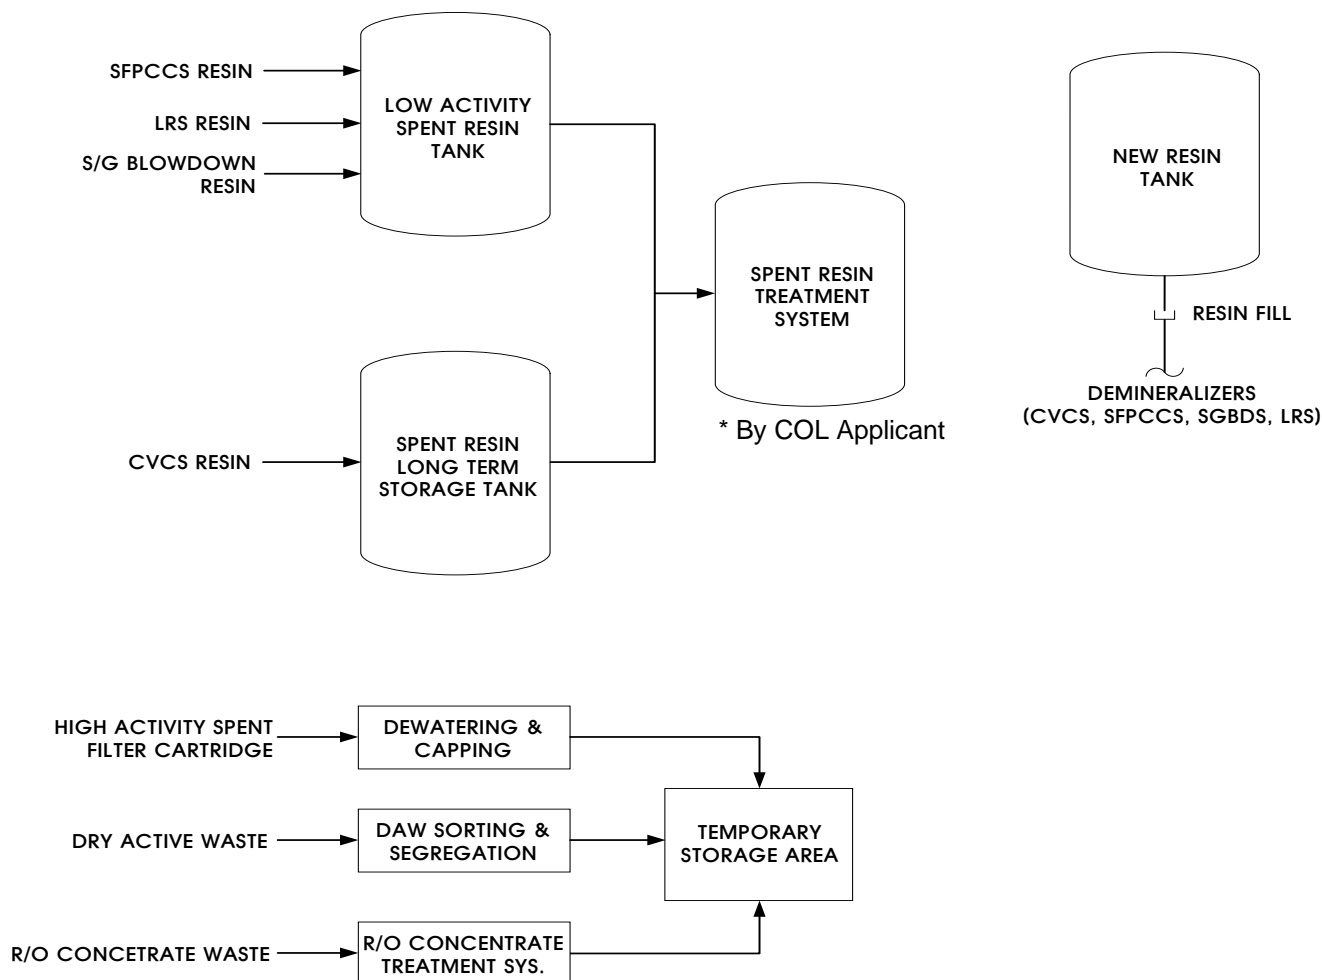 SFPCCS RESIN
LRS RESIN
S/G BLOWDOWN
RESIN
LOW ACTIVITY
SPENT RESIN
TANK
NEW RESIN
TANK
SPENT RESIN
TREATMENT
SYSTEM
* By COL Applicant
RESIN FILL
DEMINERALIZERS
(CVCS, SFPCCS, SGBDS, LRS)
CVCS RESIN
SPENT RESIN
LONG TERM
STORAGE TANK
HIGH ACTIVITY SPENT
FILTER CARTRIDGE
DEWATERING &
CAPPING
DRY ACTIVE WASTE
DAW SORTING &
SEGREGATION
TEMPORARY
STORAGE AREA
R/O CONCETRATE WASTE
R/O CONCENTRATE
TREATMENT SYS.